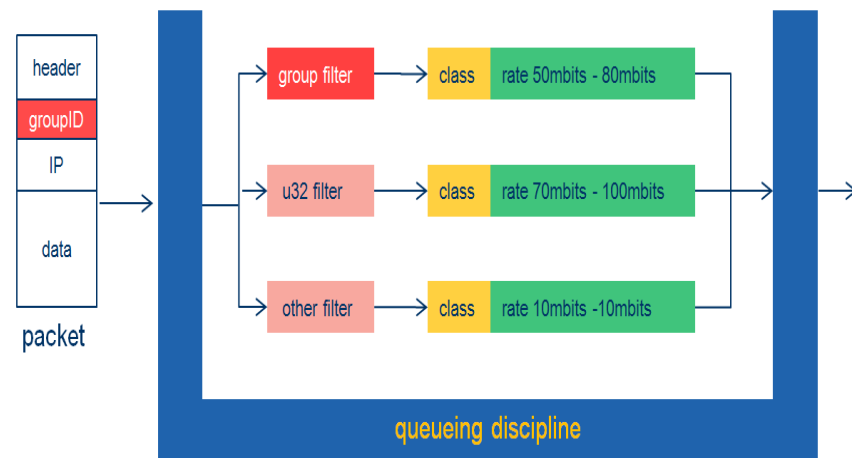 header
groupID
IP
data
packet
group filter
class
rate 50mbits - 80mbits
u32 filter
class
rate 70mbits - 100mbits
other filter
class
rate 10mbits -10mbits
queueing discipline